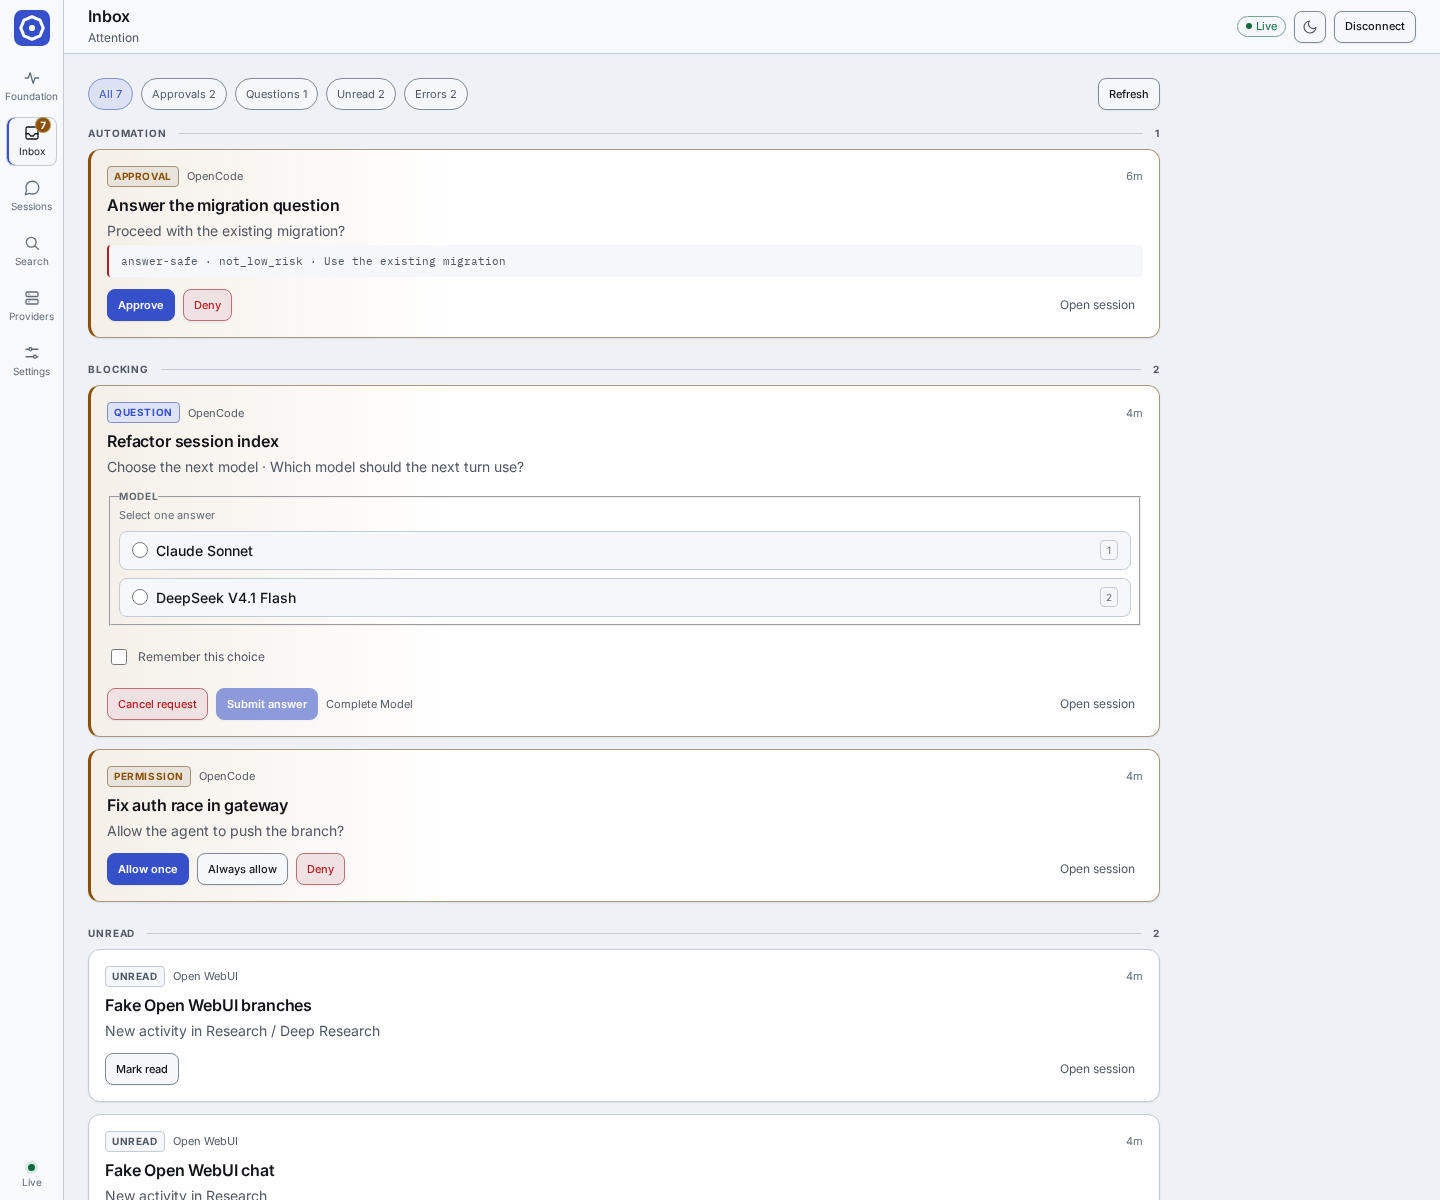 Inbox
Attention
Live
Disconnect
Foundation
7
Inbox
Sessions
Search
Providers
Settings
Live
All 7
Approvals 2
Questions 1
Unread 2
Errors 2
Refresh
AUTOMATION
1
APPROVAL
OpenCode
6m
Answer the migration question
Proceed with the existing migration?
answer-safe · not_low_risk · Use the existing migration
Approve
Deny
Open session
BLOCKING
2
QUESTION
OpenCode
4m
Refactor session index
Choose the next model · Which model should the next turn use?
MODEL
Select one answer
Claude Sonnet
1
DeepSeek V4.1 Flash
2
Remember this choice
Cancel request
Submit answer
Complete Model
Open session
PERMISSION
OpenCode
4m
Fix auth race in gateway
Allow the agent to push the branch?
Allow once
Always allow
Deny
Open session
UNREAD
2
UNREAD
Open WebUI
4m
Fake Open WebUI branches
New activity in Research / Deep Research
Mark read
Open session
UNREAD
Open WebUI
4m
Fake Open WebUI chat
New activity in Research